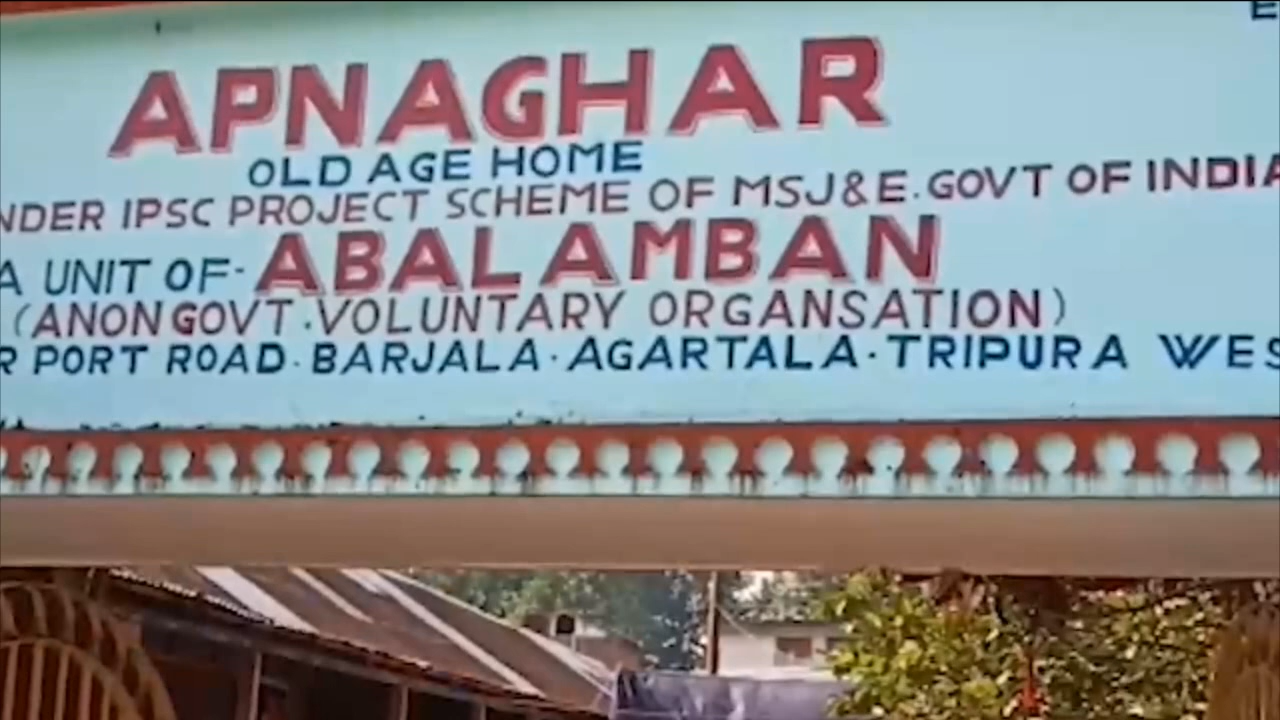 APNAGHAR
OLD AGE HOME
NDER IPSC PROJECT SCHEME OF MSJ&E. GOVT OF INDIA
A UNIT OF- ABALAMBAN
(ANON GOVT. VOLUNTARY ORGANSATION)
R PORT ROAD · BARJALA · AGARTALA · TRIPURA WES